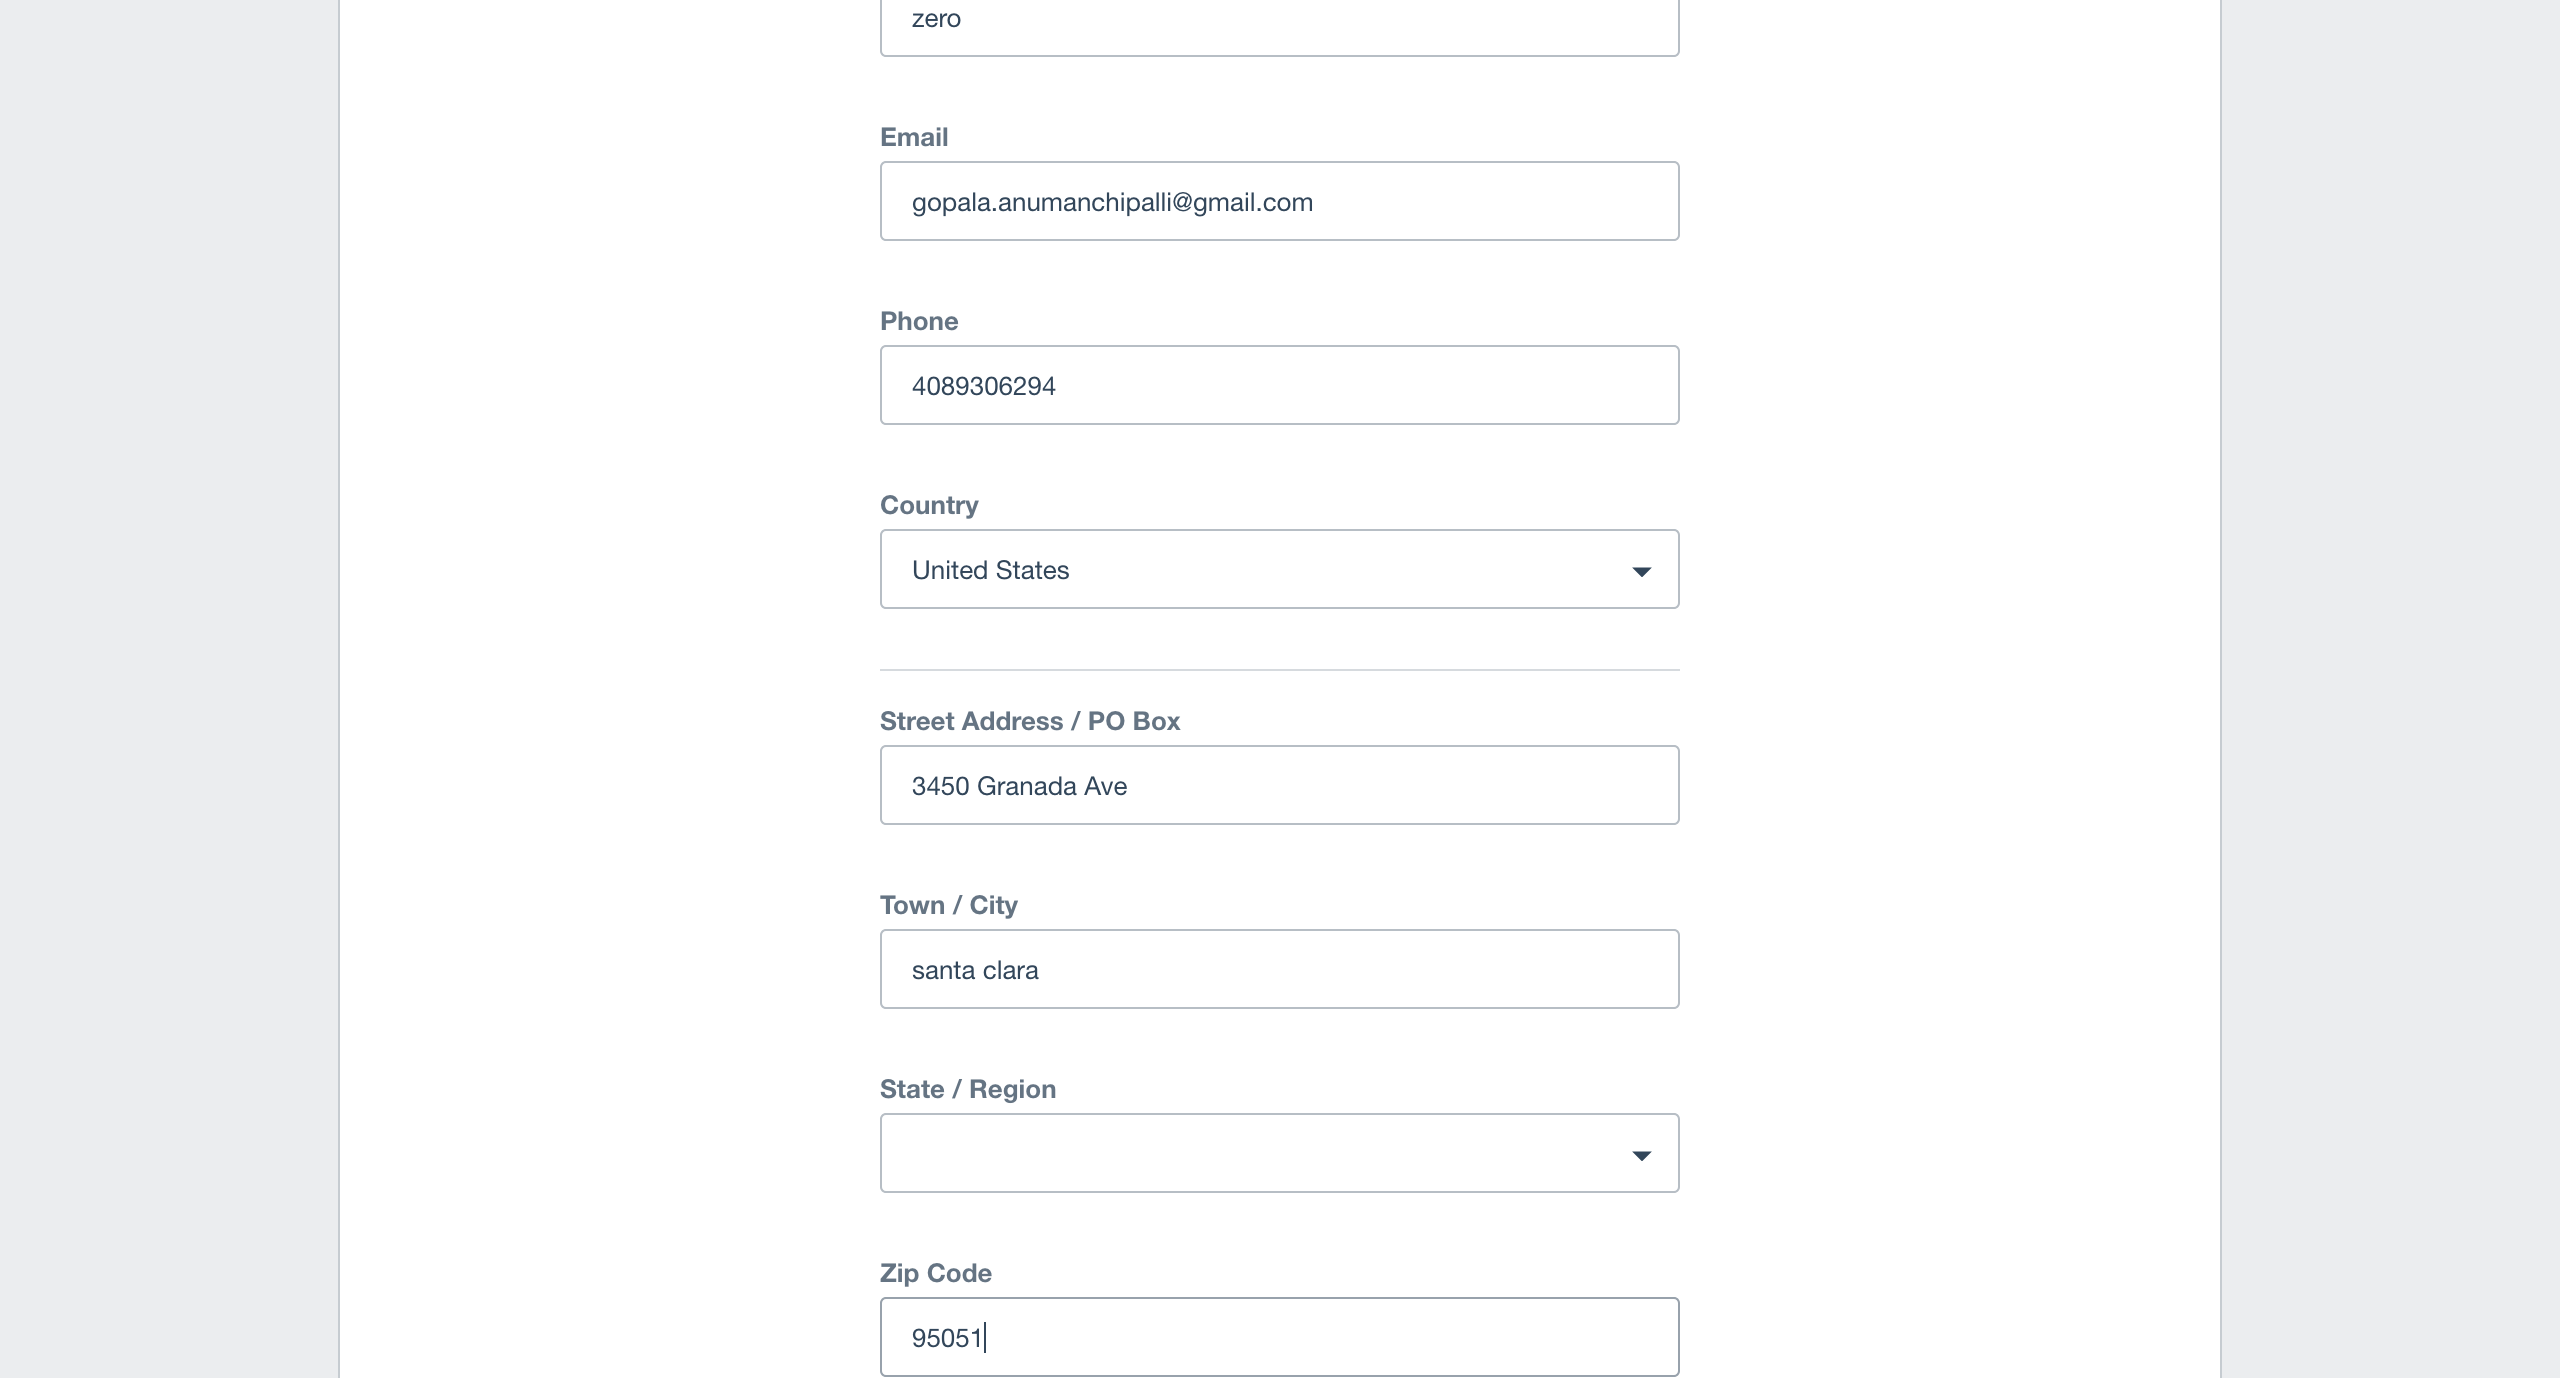 zero
Email
gopala.anumanchipalli@gmail.com
Phone
4089306294
Country
United States
Street Address / PO Box
3450 Granada Ave
Town / City
santa clara
State / Region
Zip Code
95051